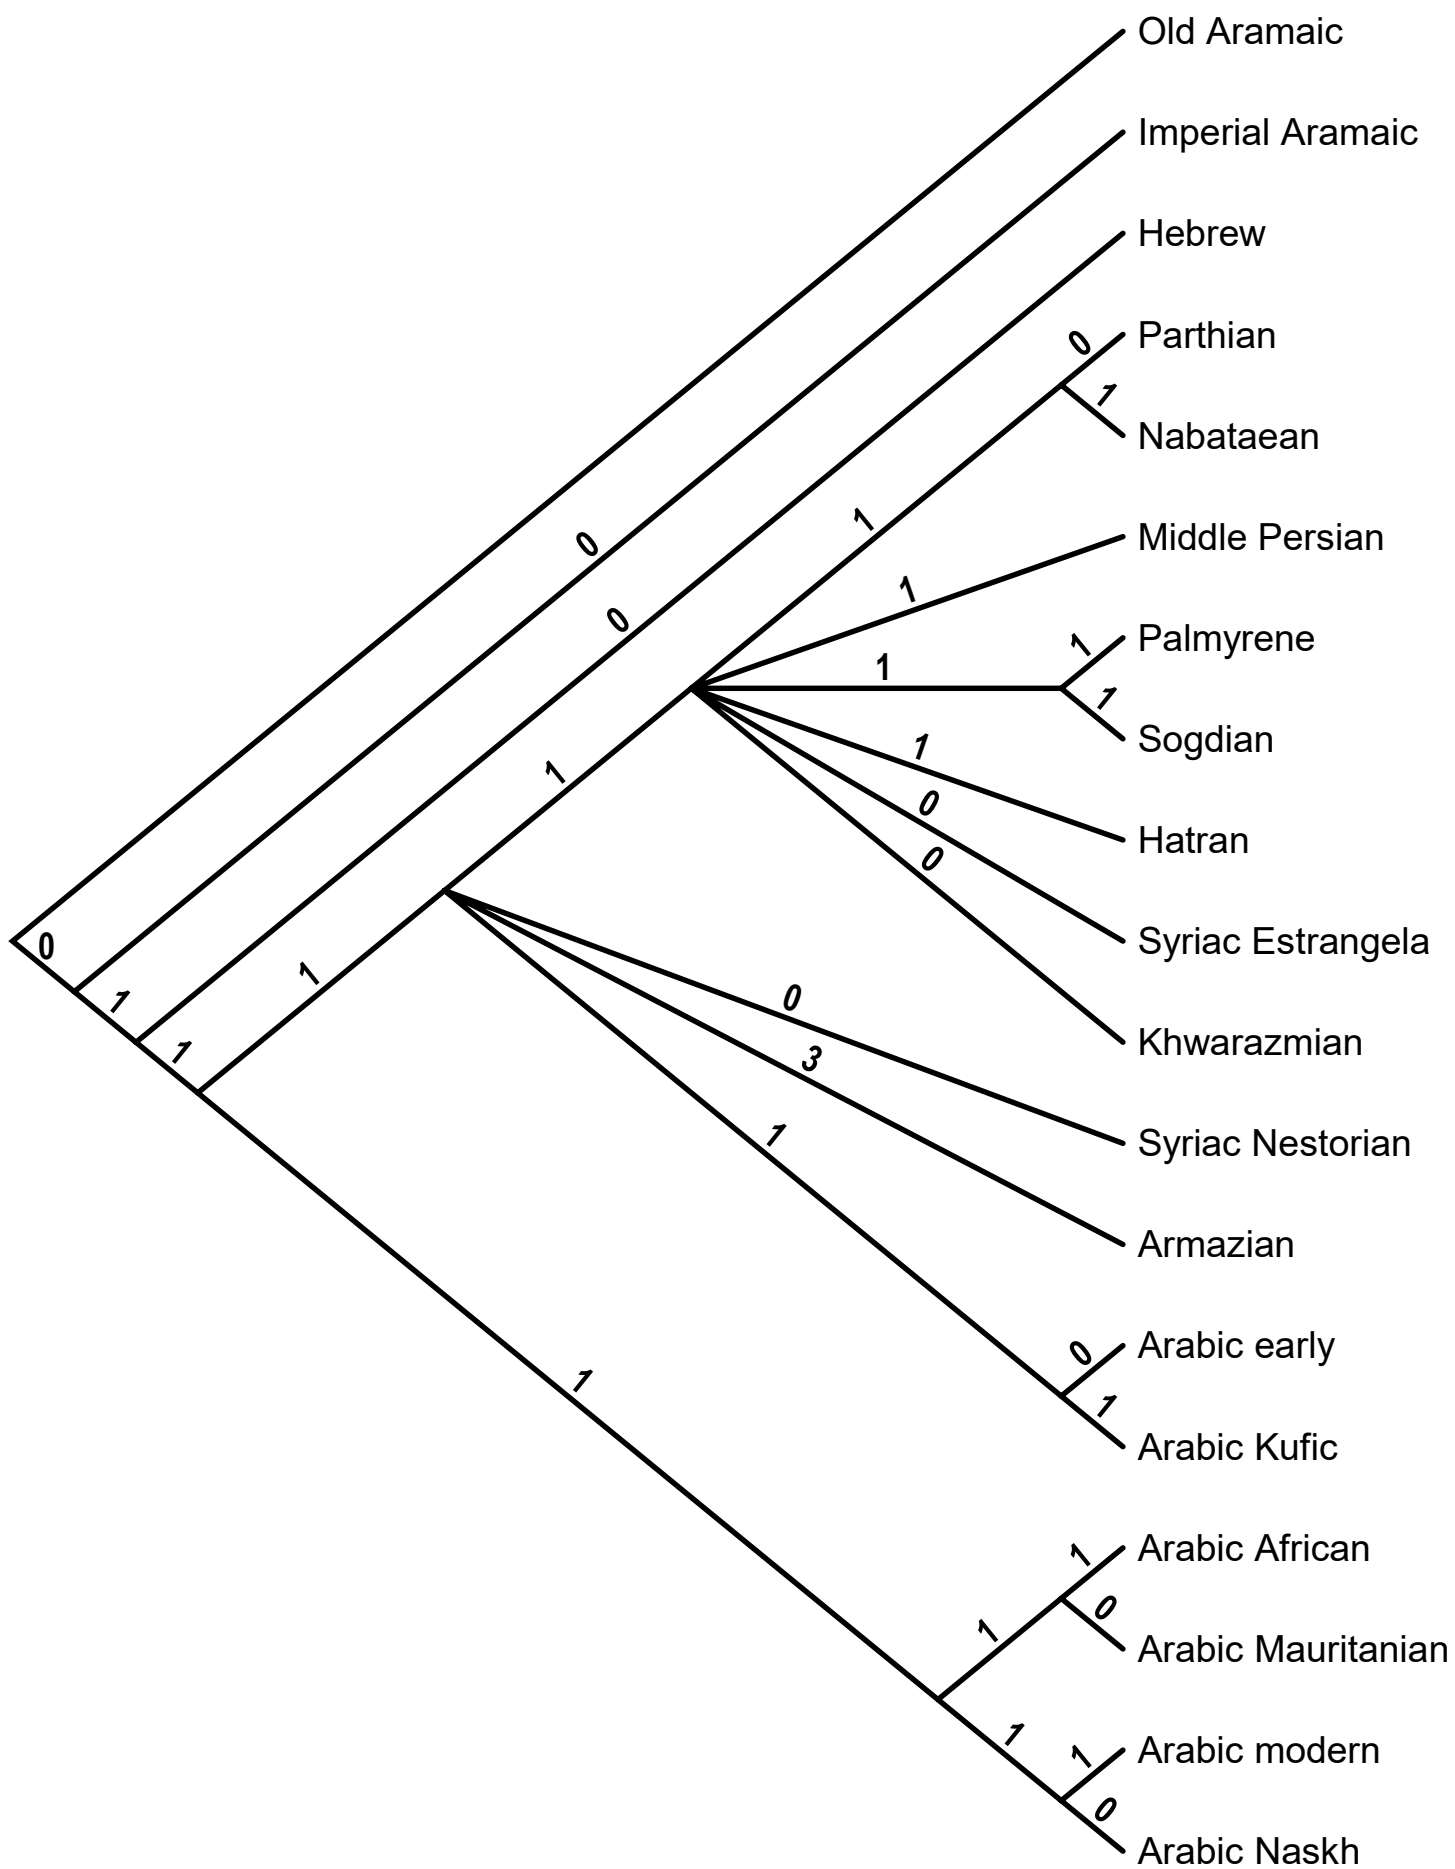 Old Aramaic
Imperial Aramaic
Hebrew
0 Parthian
1
Nabataean
1
0
Middle Persian
1
0
1 Palmyrene
1
1
Sogdian
1
1
0
Hatran
0
Syriac Estrangela
0
1
1
0
Khwarazmian
1
3
1
Syriac Nestorian
Armazian
0 Arabic early
1
1
Arabic Kufic
1 Arabic African
0
1
Arabic Mauritanian
1
1 Arabic modern
0
Arabic Naskh